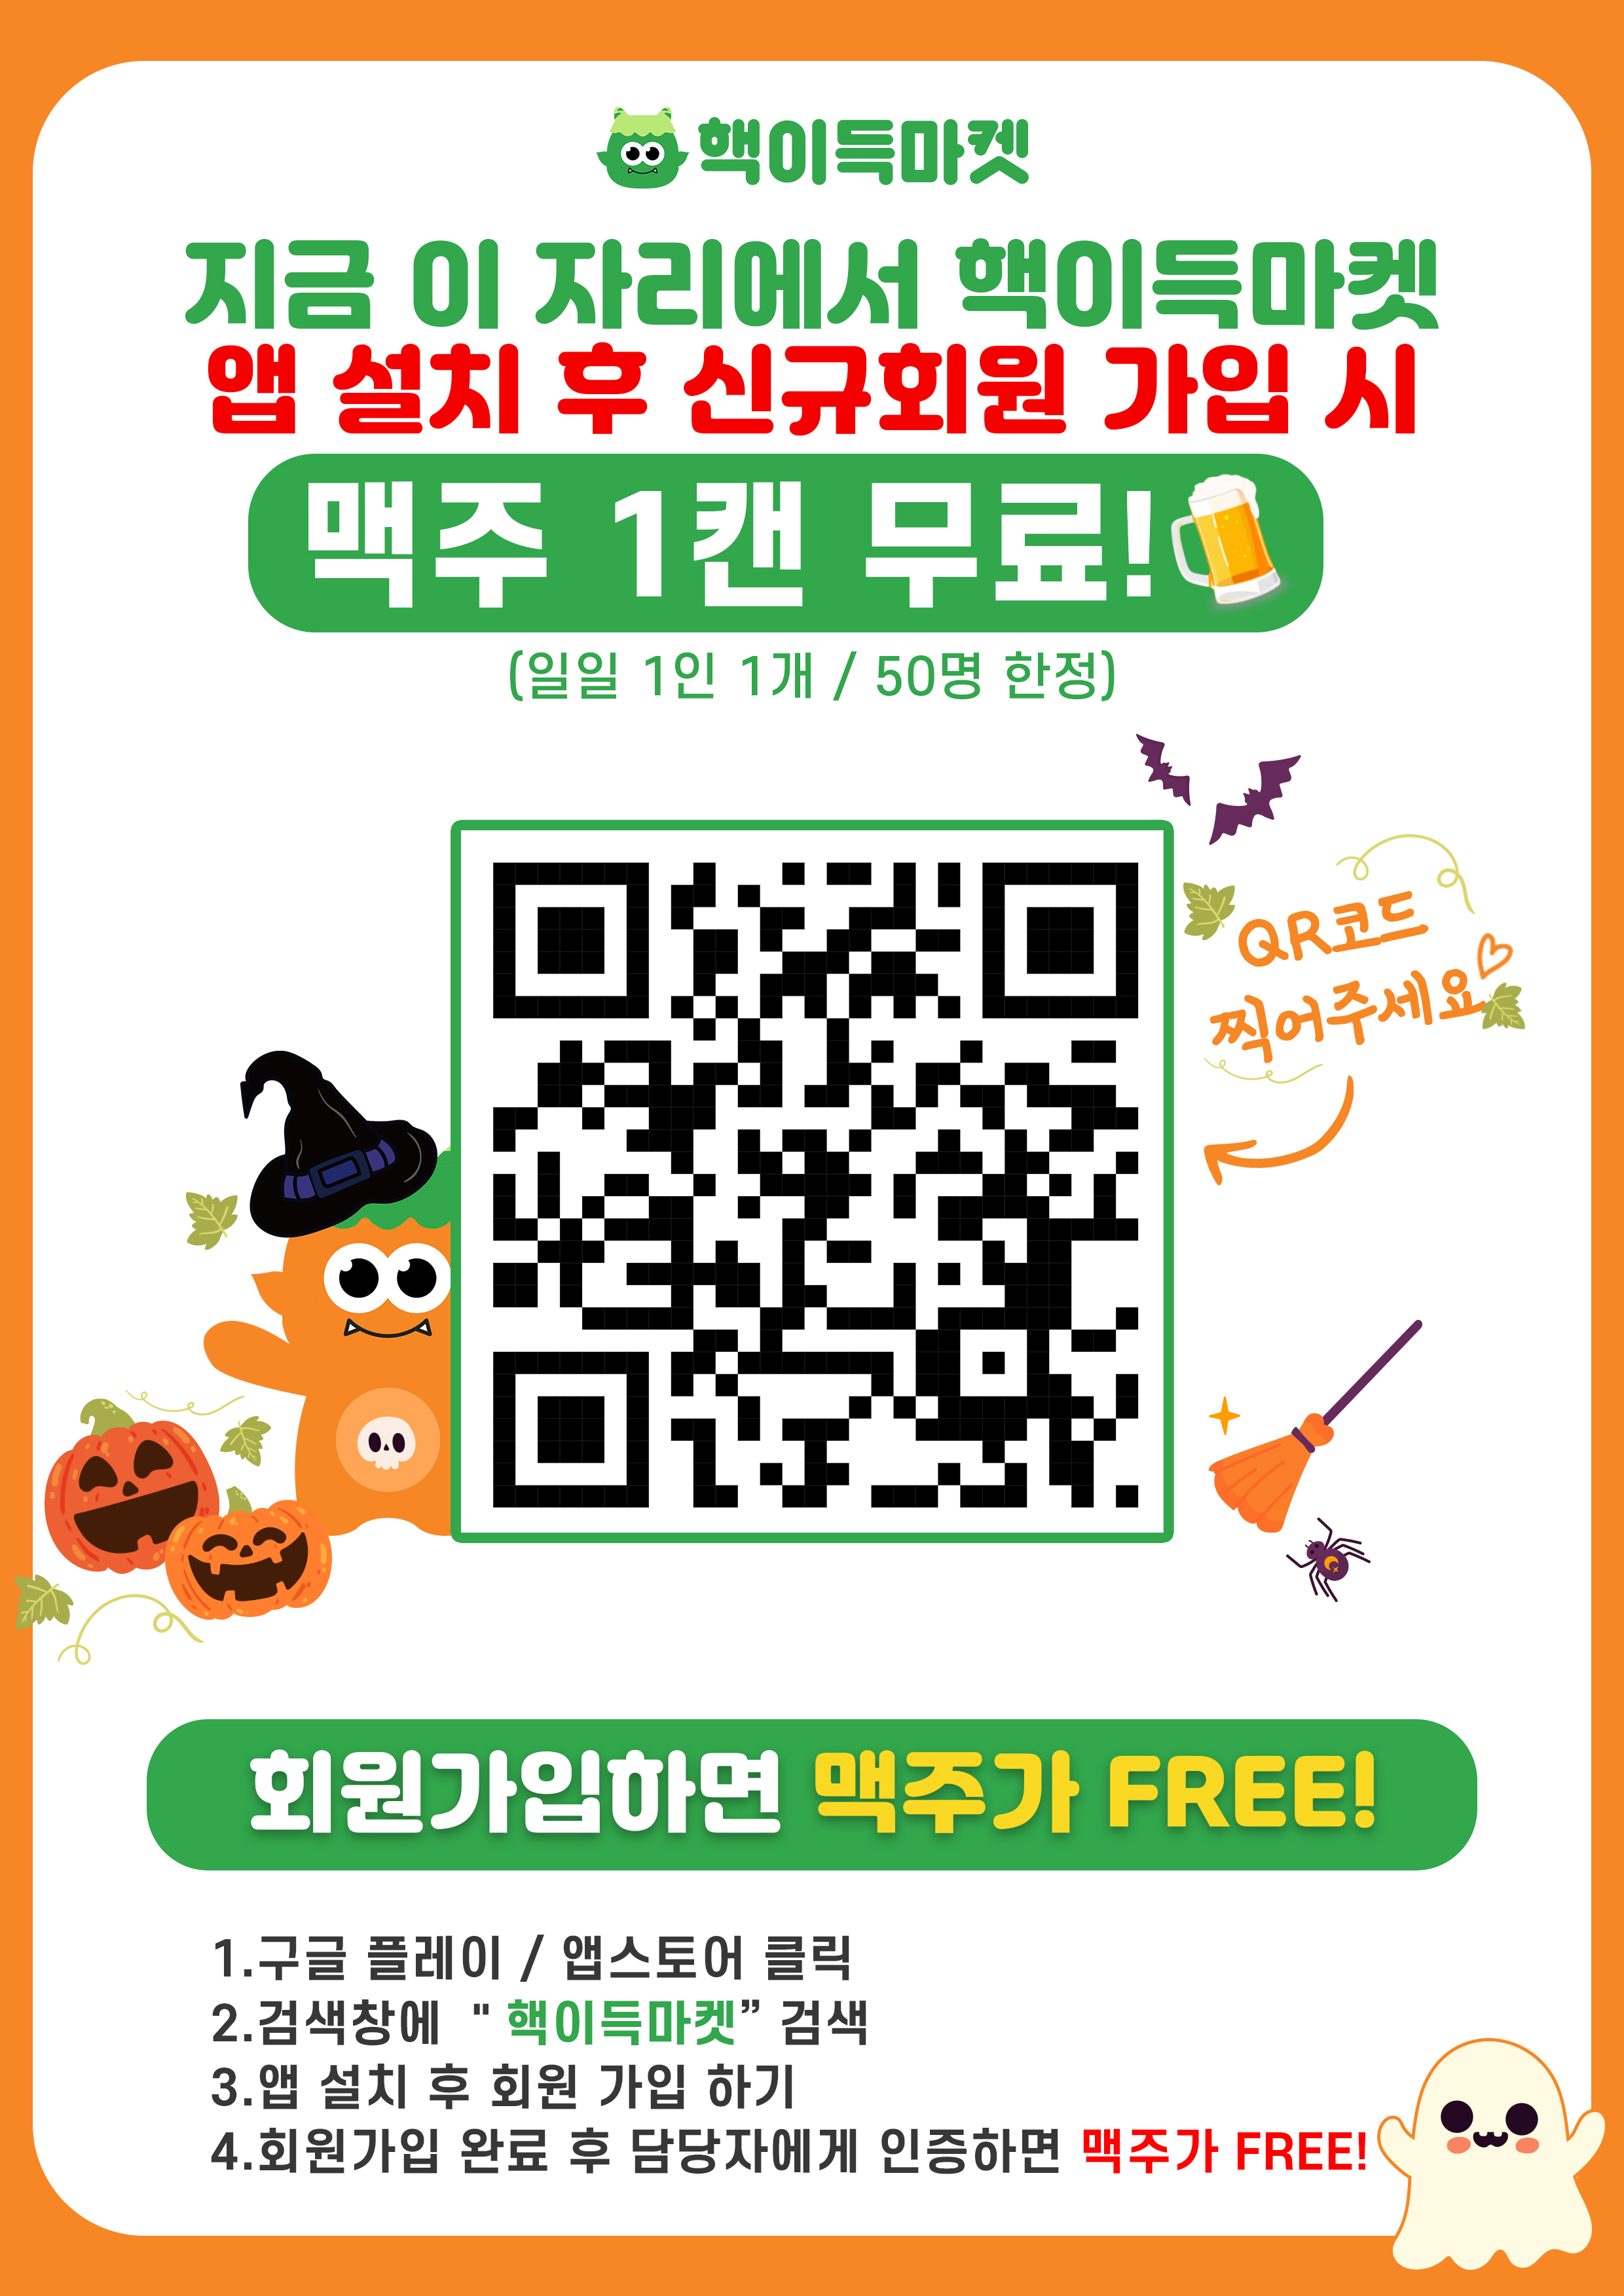 핵이득마켓
지금 이 자리에서 핵이득마켓
앱 설치 후 신규회원 가입 시
맥주 1캔 무료!
(일일 1인 1개 / 50명 한정)
QR코드
찍어주세요
회원가입하면 맥주가 FREE!
1.구글 플레이 / 앱스토어 클릭
2.검색창에 " 핵이득마켓” 검색
3.앱 설치 후 회원 가입 하기
4.회원가입 완료 후 담당자에게 인증하면 맥주가 FREE!